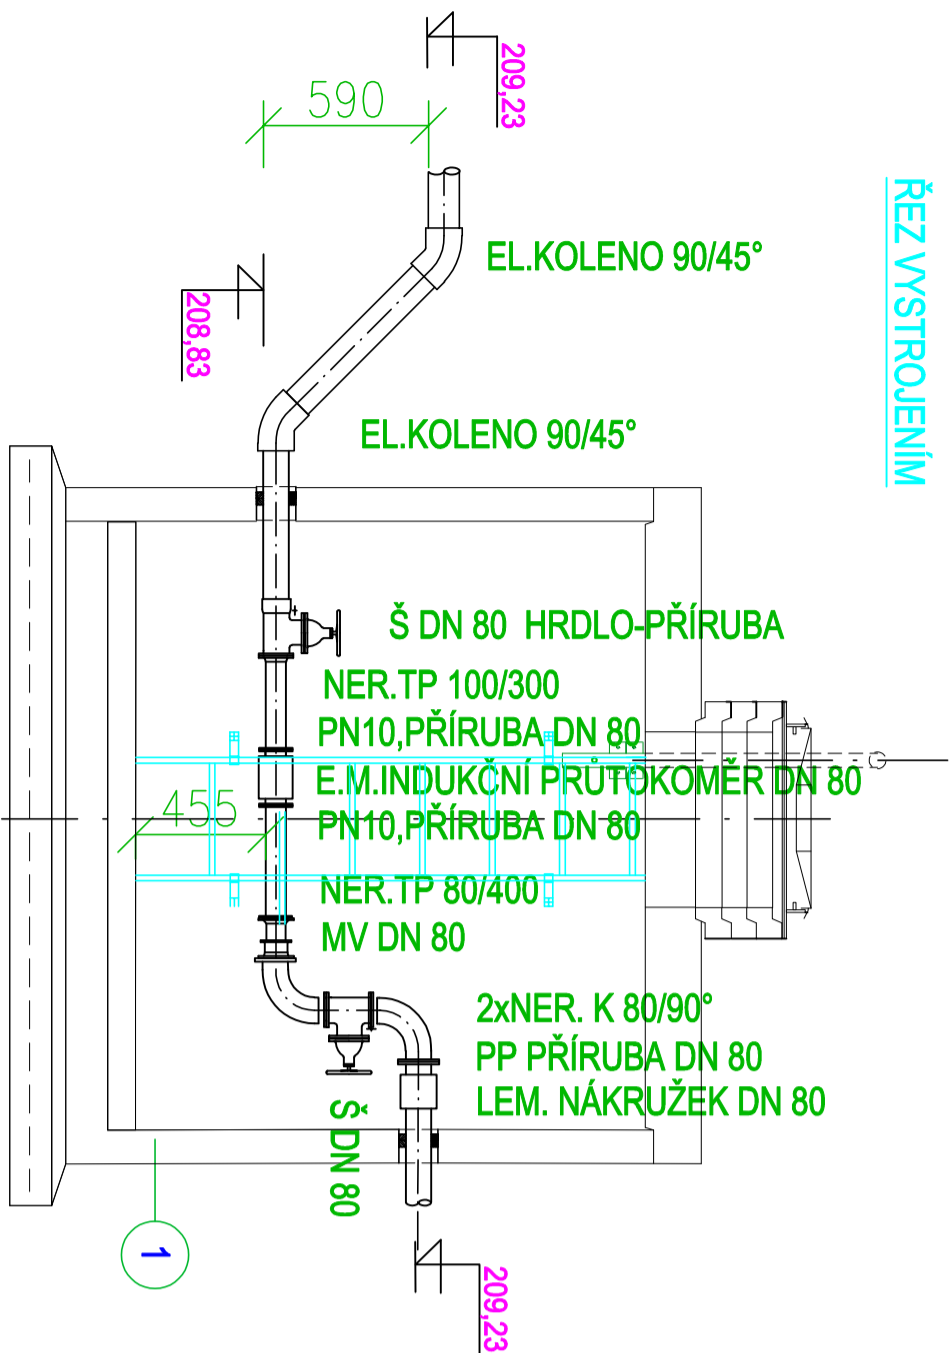 209,23
590
ŘEZ VYSTROJENÍM
EL.KOLENO 90/45°
208,83
EL.KOLENO 90/45°
Š DN 80 HRDLO-PŘÍRUBA
NER.TP 100/300
PN10,PŘÍRUBA DN 80
E.M.INDUKČNÍ PRŮTOKOMĚR DN 80
455
PN10,PŘÍRUBA DN 80
NER.TP 80/400
MV DN 80
2xNER. K 80/90°
PP PŘÍRUBA DN 80
LEM. NÁKRUŽEK DN 80
Š DN 80
1
209,23